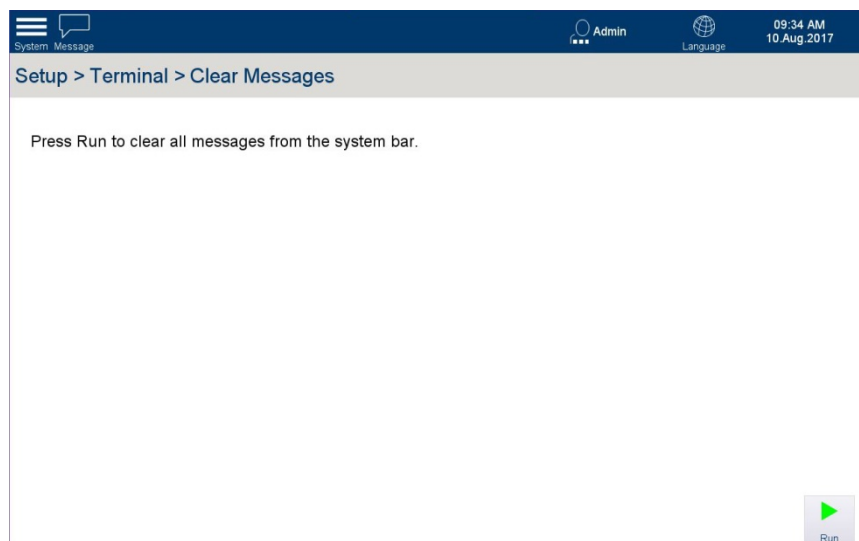 System Message
Admin
Language
09:34 AM
10.Aug.2017
Setup > Terminal > Clear Messages
Press Run to clear all messages from the system bar.
Run